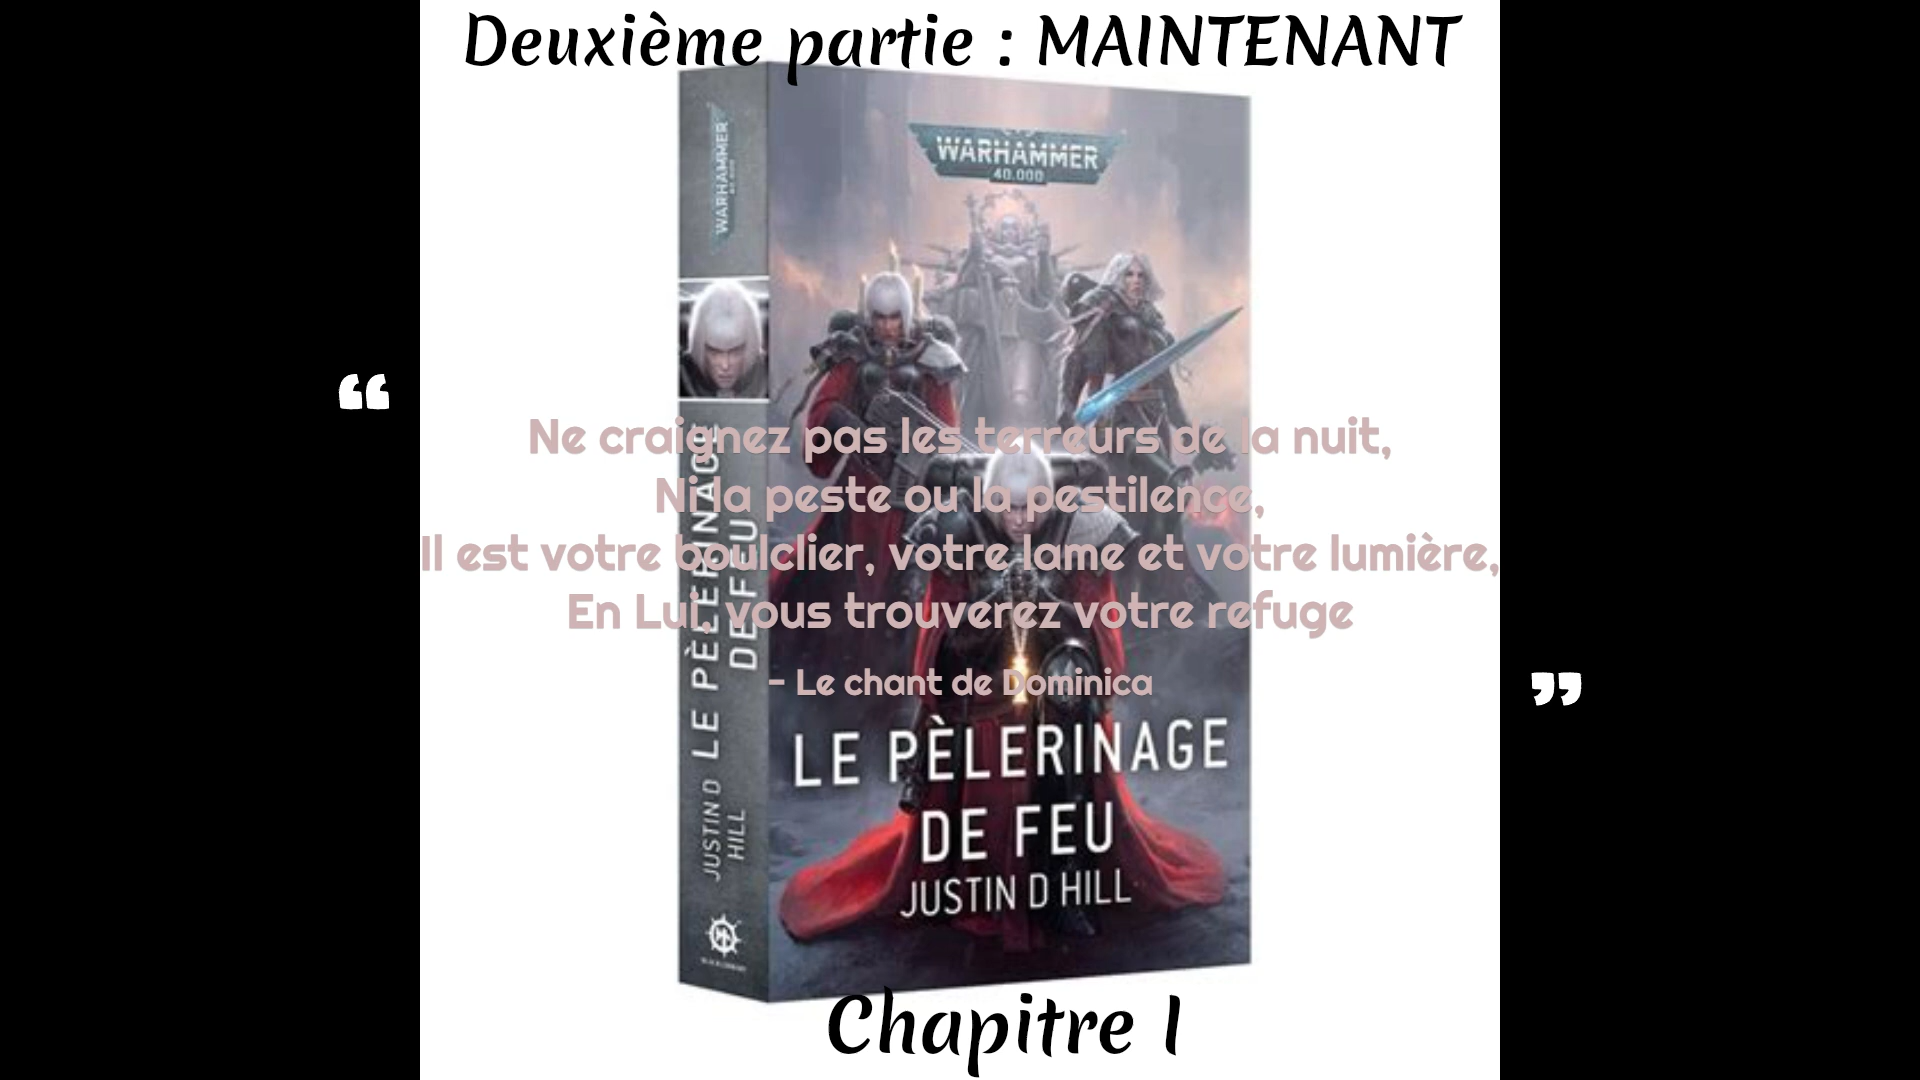 Deuxième partie : MAINTENANT
WARHAMMER
40.000
WARHAMMER
40.000
“
Ne craignez pas les terreurs de la nuit,
Ni la peste ou la pestilence,
Il est votre boulclier, votre lame et votre lumière,
En Lui, vous trouverez votre refuge
- Le chant de Dominica
”
LE PÈLERINAGE
DE FEU
JUSTIN D HILL
LE PÈLERINAGE
DE FEU
JUSTIN D
HILL
Chapitre I